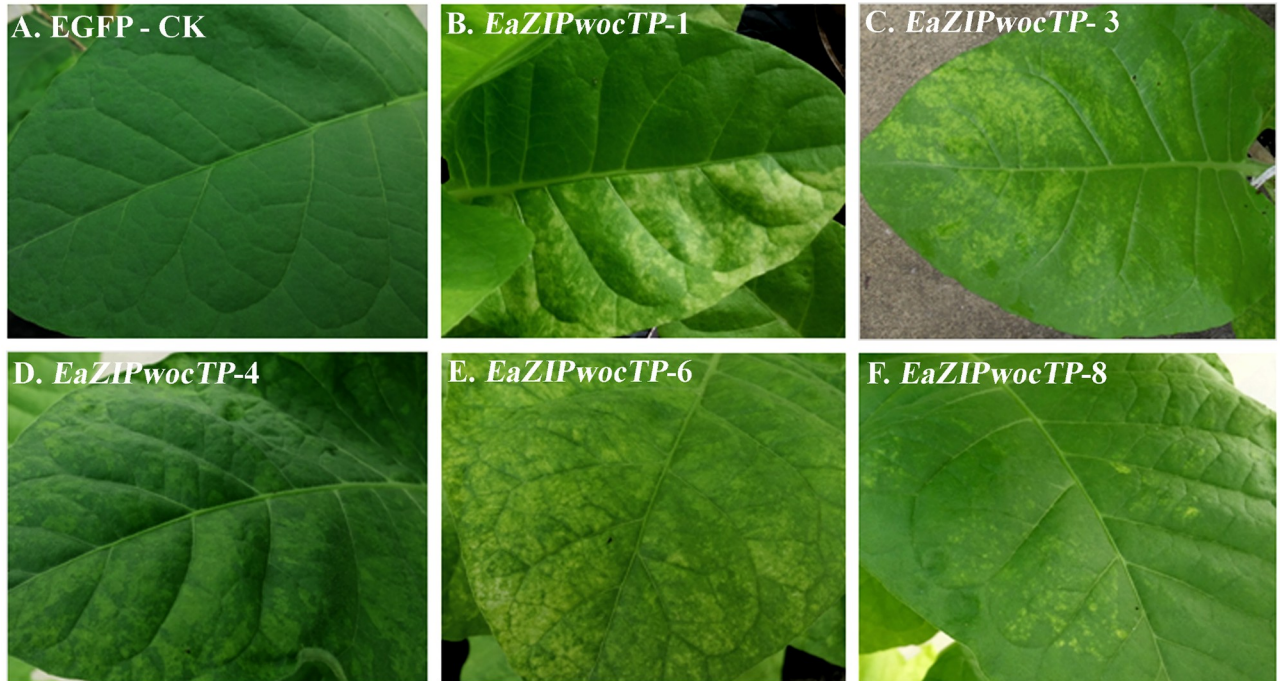 A. EGFP - CK
B. EaZIPwocTP-1
C. EaZIPwocTP- 3
D. EaZIPwocTP-4
E. EaZIPwocTP-6
F. EaZIPwocTP-8